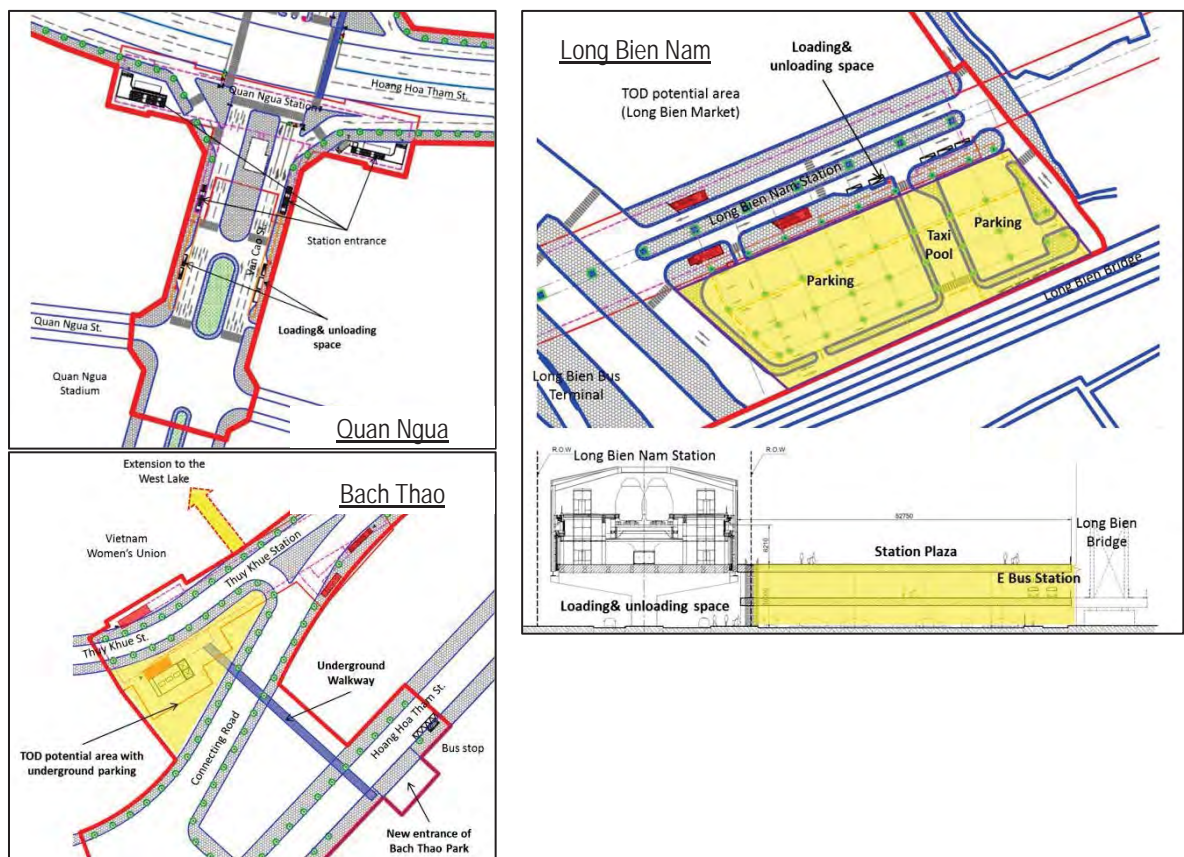 Hoang Hoa Tham St.
Quan Ngua Station
Station entrance
Van Cao St.
Quan Ngua St.
Loading& unloading
space
Quan Ngua
Stadium
Quan Ngua
Extension to the
West Lake
Bach Thao
Vietnam
Women's Union
Thuy Khue Station
Thuy Khue St.
Underground
Walkway
Hoang Hoa Tham St.
Connecting Road
Bus stop
TOD potential area with
underground parking
New entrance of
Bach Thao Park
Long Bien Nam
Loading&
unloading space
TOD potential area
(Long Bien Market)
Long Bien Nam Station
Parking
Taxi
Pool
Parking
Long Bien Bridge
Long Bien Bus
Terminal
R.O.W
Long Bien Nam Station
R.O.W
52750
6210
Long Bien
Bridge
Station Plaza
E Bus Station
Loading& unloading space